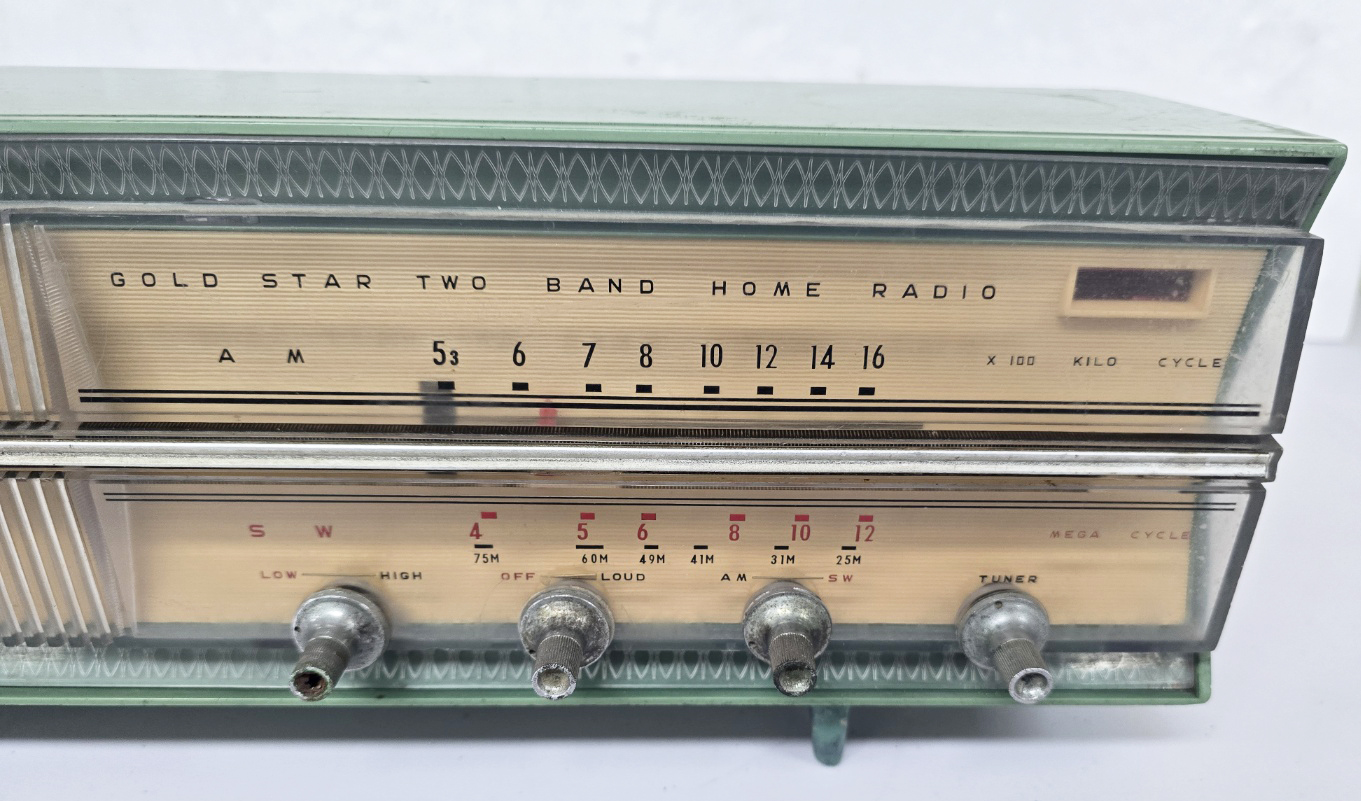 GOLD STAR TWO BAND HOME RADIO
AM 53 6 7 8 10 12 14 16 X 100 KILO CYCLE
SW 4 5 6 8 10 12 MEGA CYCLE
75M 60M 49M 41M 31M 25M
LOW HIGH OFF LOUD AM SW TUNER